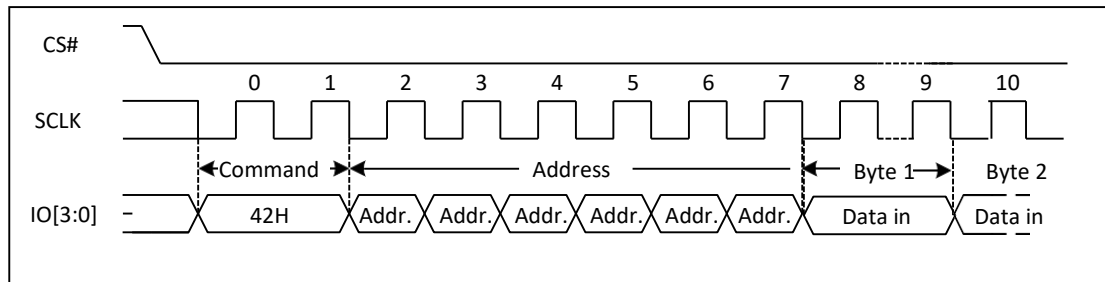 CS#
0 1 2 3 4 5 6 7 8 9 10
SCLK
Command Address Byte 1 Byte 2
IO[3:0] 42H Addr. Addr. Addr. Addr. Addr. Addr. Data in Data in